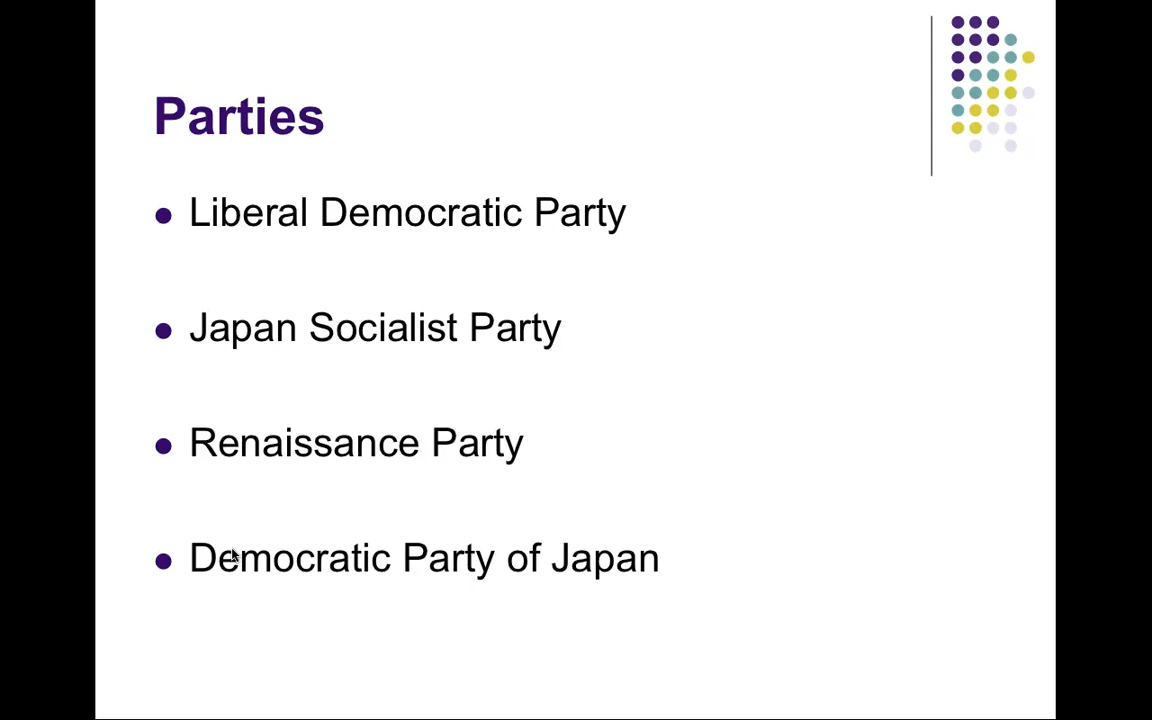 Parties
Liberal Democratic Party
Japan Socialist Party
Renaissance Party
Democratic Party of Japan